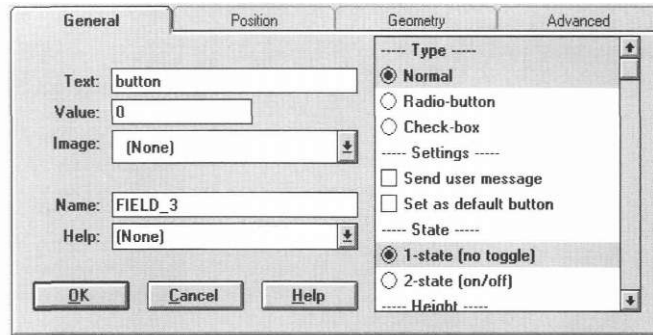 General Position Geometry Advanced
Text: button
Value: 0
Image: (None)
Name: FIELD_3
Help: (None)
OK Cancel Help
----- Type -----
Normal
Radio-button
Check-box
----- Settings -----
Send user message
Set as default button
----- State -----
1-state (no toggle)
2-state (on/off)
----- Height -----